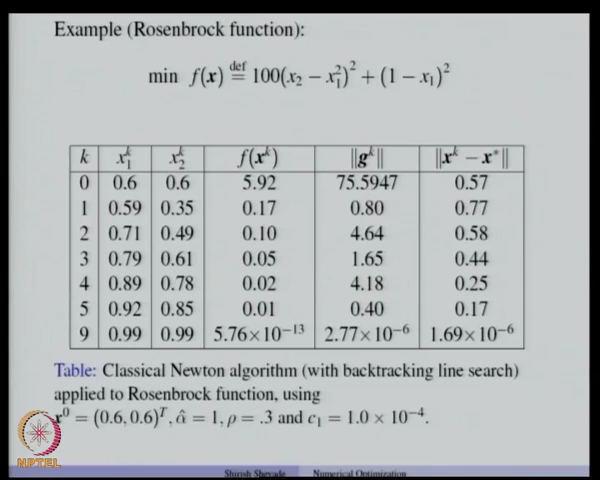 Example (Rosenbrock function):
min f(x) def= 100(x₂ − x₁²)² + (1 − x₁)²
k x₁ᵏ x₂ᵏ f(xᵏ) ‖gᵏ‖ ‖xᵏ − x*‖
0 0.6 0.6 5.92 75.5947 0.57
1 0.59 0.35 0.17 0.80 0.77
2 0.71 0.49 0.10 4.64 0.58
3 0.79 0.61 0.05 1.65 0.44
4 0.89 0.78 0.02 4.18 0.25
5 0.92 0.85 0.01 0.40 0.17
9 0.99 0.99 5.76×10⁻¹³ 2.77×10⁻⁶ 1.69×10⁻⁶
Table: Classical Newton algorithm (with backtracking line search)
applied to Rosenbrock function, using
x⁰ = (0.6, 0.6)ᵀ, α̂ = 1, ρ = .3 and c₁ = 1.0 × 10⁻⁴.
NPTEL
Shirish Shevade Numerical Optimization